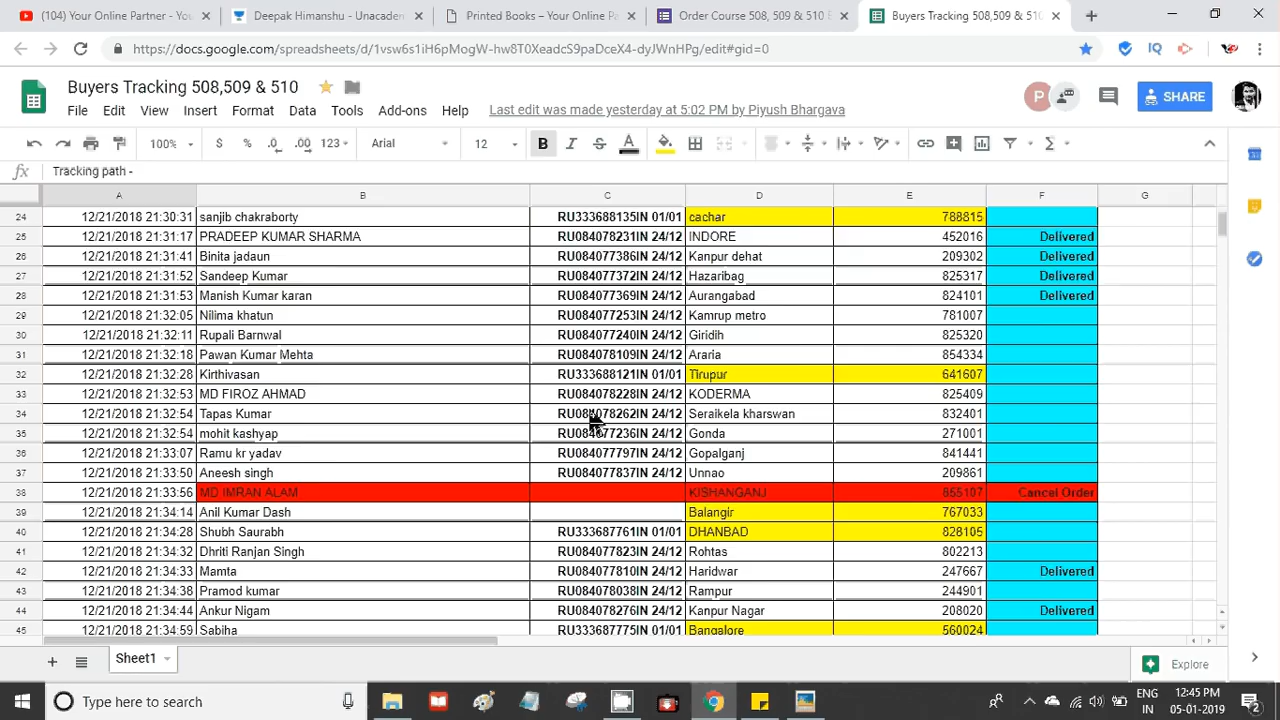 (104) Your Online Partner
Deepak Himanshu - Unacad
Printed Books – Your Online Pa
Order Course 508, 509 & 510 E
Buyers Tracking 508,509 & 510
https://docs.google.com/spreadsheets/d/1vsw6s1iH6pMogW-hw8T0XeadcS9paDceX4-dyJWnHPg/edit#gid=0
Buyers Tracking 508,509 & 510
File Edit View Insert Format Data Tools Add-ons Help Last edit was made yesterday at 5:02 PM by Piyush Bhargava
P
SHARE
100% $ % .0 .00 123 Arial 12 B I S A
fx Tracking path -
A B C D E F G
24 12/21/2018 21:30:31 sanjib chakraborty RU333688135IN 01/01 cachar 788815
25 12/21/2018 21:31:17 PRADEEP KUMAR SHARMA RU084078231IN 24/12 INDORE 452016 Delivered
26 12/21/2018 21:31:41 Binita jadaun RU084077386IN 24/12 Kanpur dehat 209302 Delivered
27 12/21/2018 21:31:52 Sandeep Kumar RU084077372IN 24/12 Hazaribag 825317 Delivered
28 12/21/2018 21:31:53 Manish Kumar karan RU084077369IN 24/12 Aurangabad 824101 Delivered
29 12/21/2018 21:32:05 Nilima khatun RU084077253IN 24/12 Kamrup metro 781007
30 12/21/2018 21:32:11 Rupali Barnwal RU084077240IN 24/12 Giridih 825320
31 12/21/2018 21:32:18 Pawan Kumar Mehta RU084078109IN 24/12 Araria 854334
32 12/21/2018 21:32:28 Kirthivasan RU333688121IN 01/01 Tirupur 641607
33 12/21/2018 21:32:53 MD FIROZ AHMAD RU084078228IN 24/12 KODERMA 825409
34 12/21/2018 21:32:54 Tapas Kumar RU084078262IN 24/12 Seraikela kharswan 832401
35 12/21/2018 21:32:54 mohit kashyap RU084077236IN 24/12 Gonda 271001
36 12/21/2018 21:33:07 Ramu kr yadav RU084077797IN 24/12 Gopalganj 841441
37 12/21/2018 21:33:50 Aneesh singh RU084077837IN 24/12 Unnao 209861
38 12/21/2018 21:33:56 MD IMRAN ALAM KISHANGANJ 855107 Cancel Order
39 12/21/2018 21:34:14 Anil Kumar Dash Balangir 767033
40 12/21/2018 21:34:28 Shubh Saurabh RU333687761IN 01/01 DHANBAD 828105
41 12/21/2018 21:34:32 Dhriti Ranjan Singh RU084077823IN 24/12 Rohtas 802213
42 12/21/2018 21:34:33 Mamta RU084077810IN 24/12 Haridwar 247667 Delivered
43 12/21/2018 21:34:38 Pramod kumar RU084078038IN 24/12 Rampur 244901
44 12/21/2018 21:34:44 Ankur Nigam RU084078276IN 24/12 Kanpur Nagar 208020 Delivered
45 12/21/2018 21:34:59 Sabiha RU333687775IN 01/01 Bangalore 560024
Sheet1
Explore
Type here to search
ENG 12:45 PM
IN 05-01-2019
2